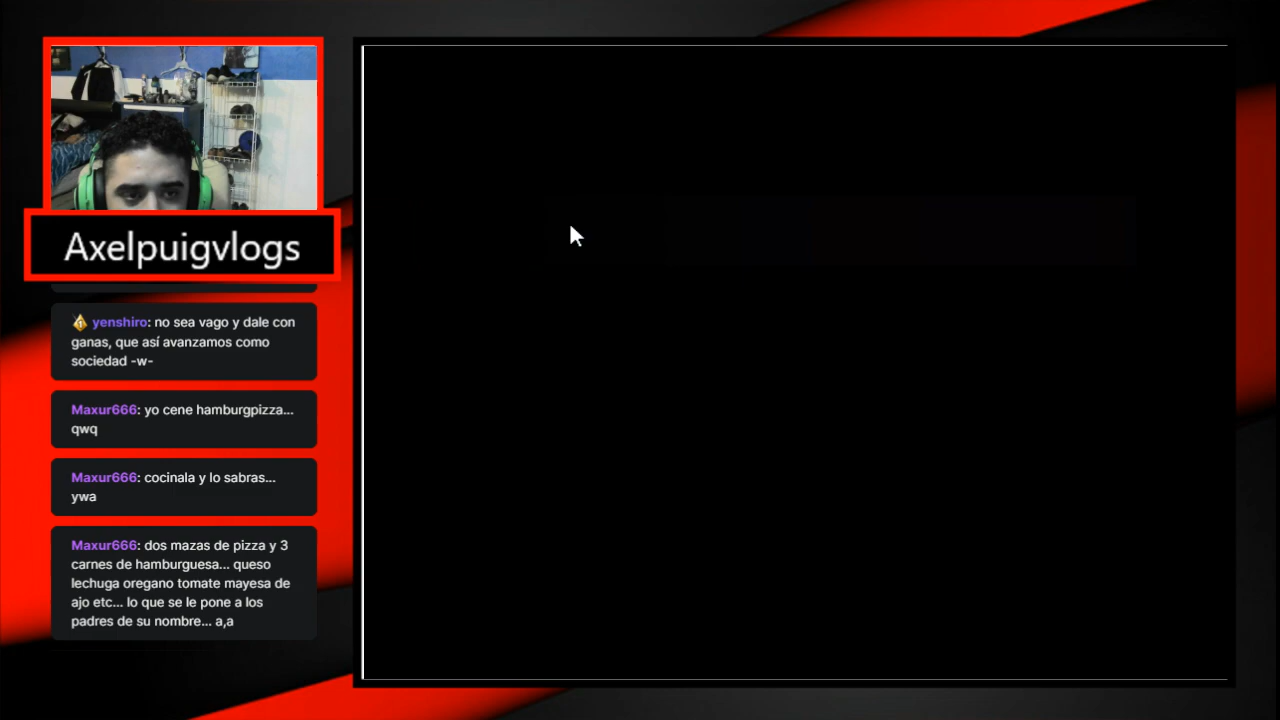 Axelpuigvlogs
yenshiro: no sea vago y dale con
ganas, que así avanzamos como
sociedad -w-
Maxur666: yo cene hamburgpizza...
qwq
Maxur666: cocinala y lo sabras...
ywa
Maxur666: dos mazas de pizza y 3
carnes de hamburguesa... queso
lechuga oregano tomate mayesa de
ajo etc... lo que se le pone a los
padres de su nombre... a,a